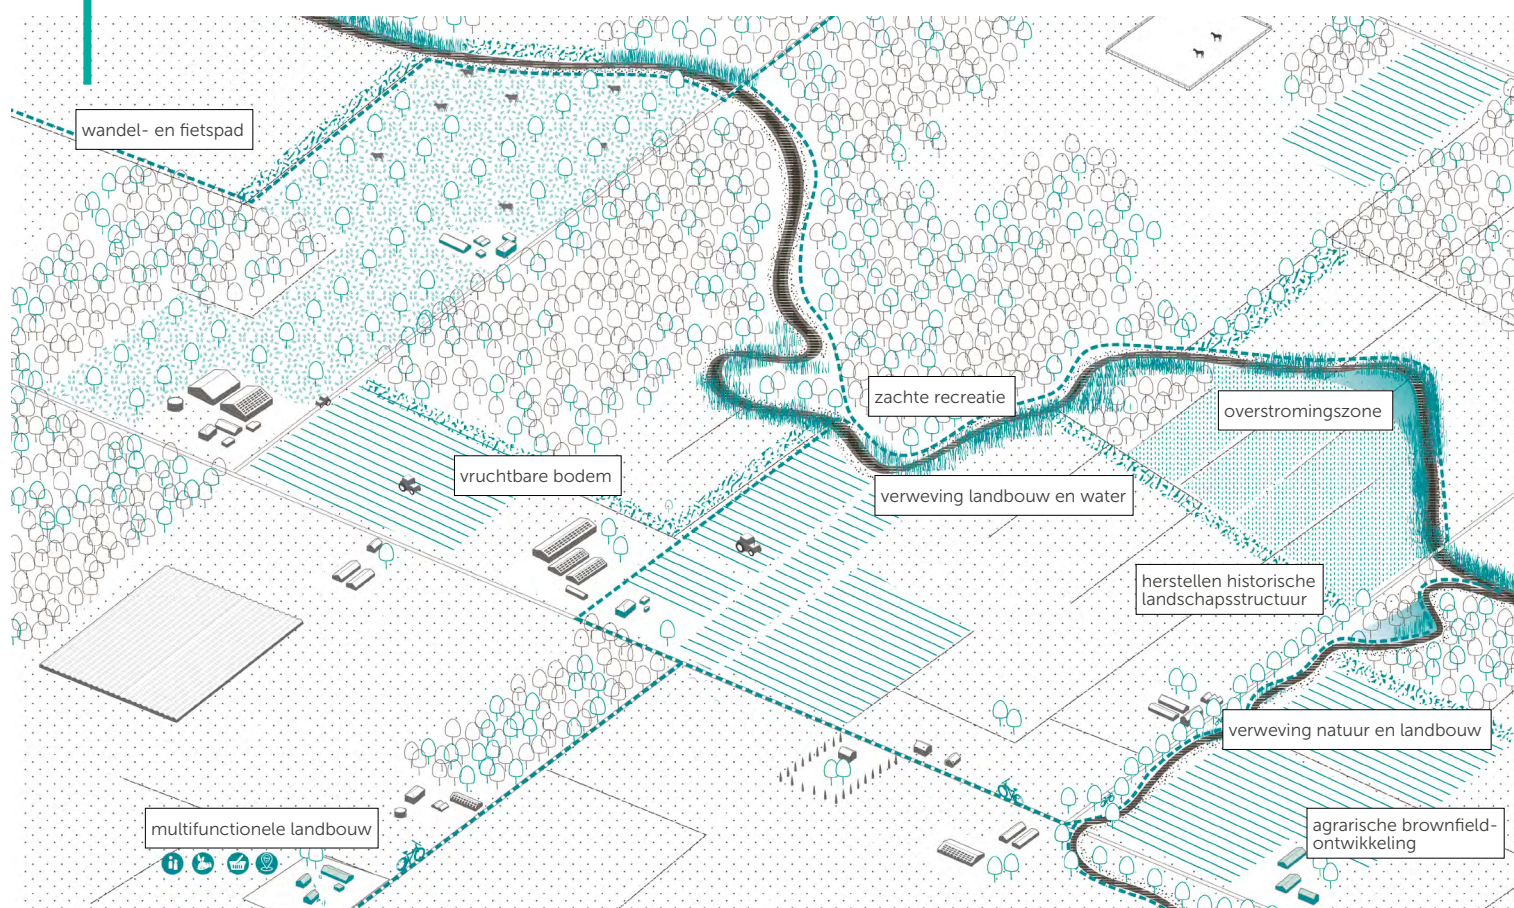 wandel- en fietspad
zachte recreatie
overstromingszone
vruchtbare bodem
verweving landbouw en water
herstellen historische
landschapsstructuur
verweving natuur en landbouw
multifunctionele landbouw
agrarische brownfield-
ontwikkeling